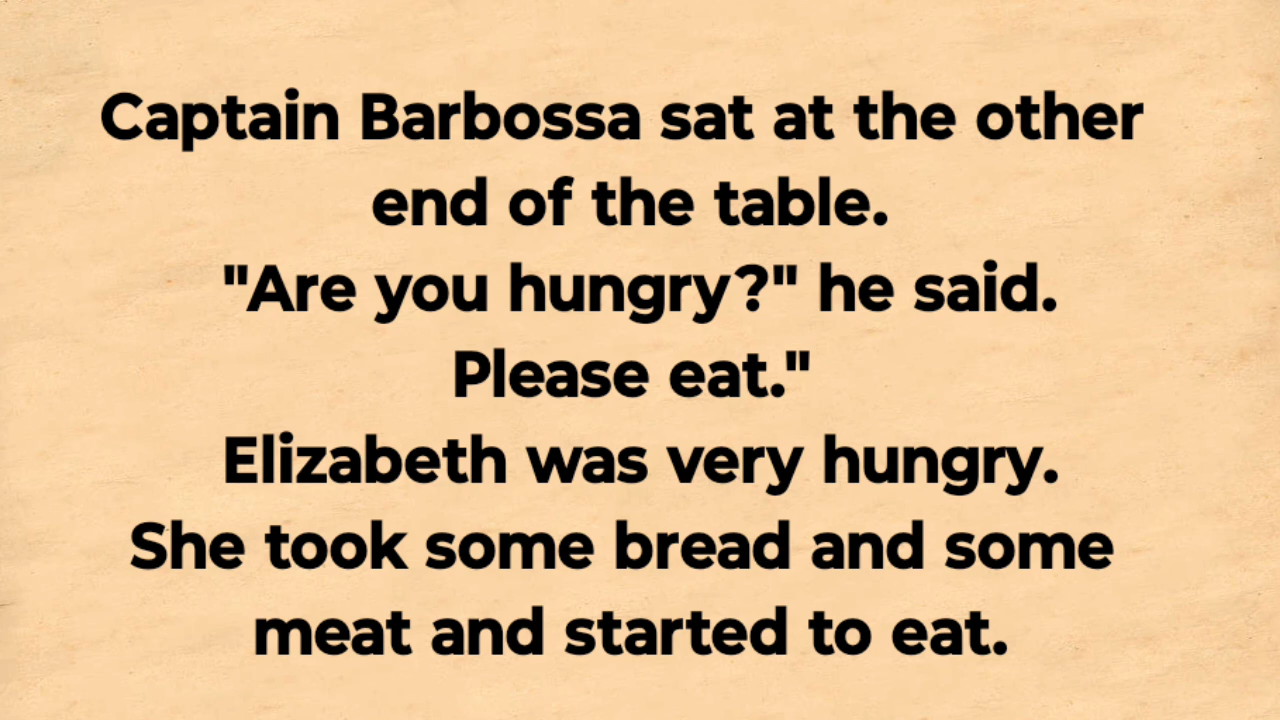 Captain Barbossa sat at the other
end of the table.
"Are you hungry?" he said.
Please eat."
Elizabeth was very hungry.
She took some bread and some
meat and started to eat.